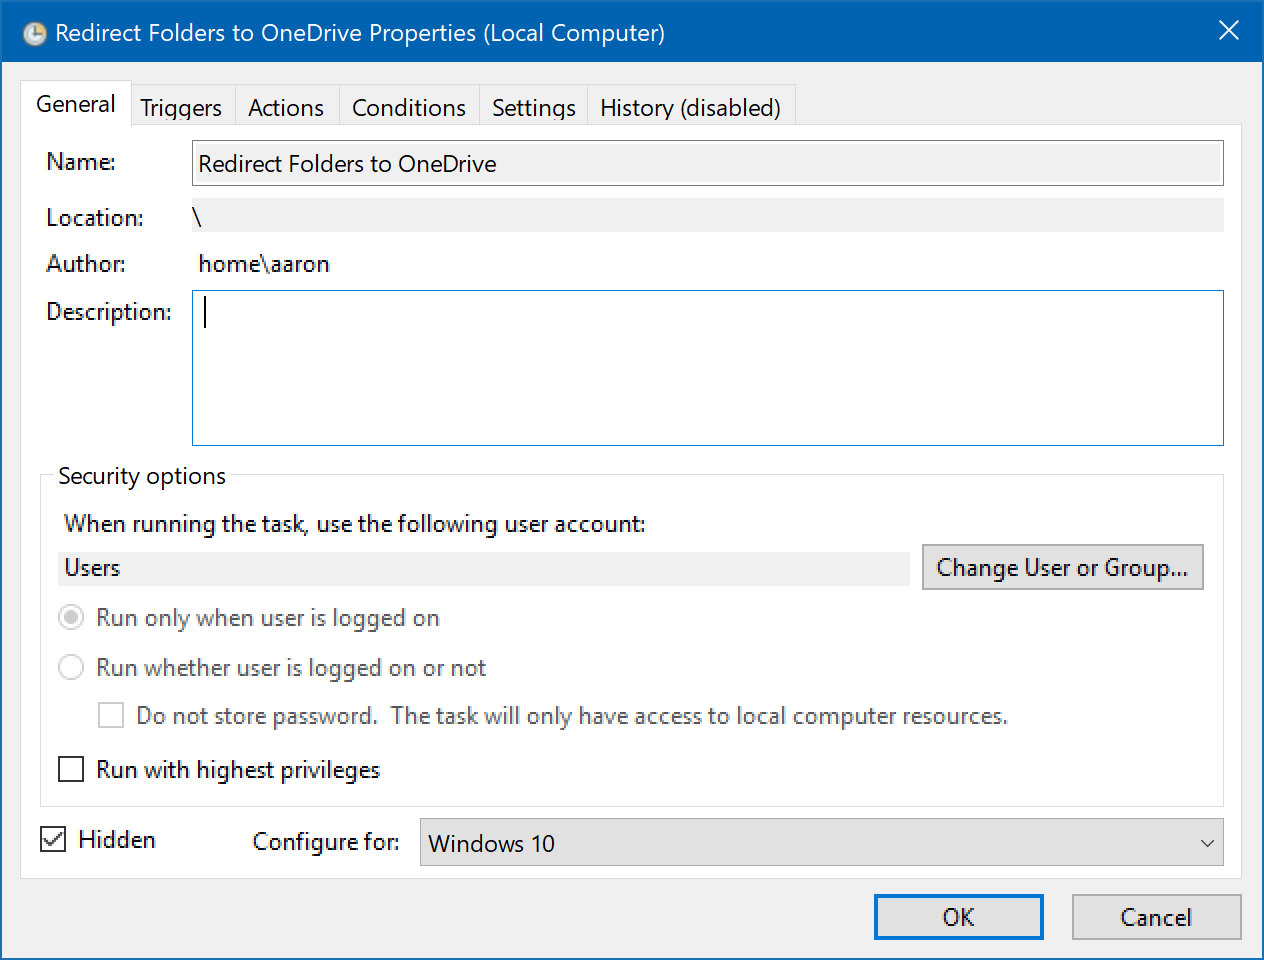 Redirect Folders to OneDrive Properties (Local Computer)
General Triggers Actions Conditions Settings History (disabled)
Name: Redirect Folders to OneDrive
Location: \
Author: home\aaron
Description:
Security options
When running the task, use the following user account:
Users Change User or Group...
Run only when user is logged on
Run whether user is logged on or not
Do not store password.  The task will only have access to local computer resources.
Run with highest privileges
Hidden Configure for: Windows 10
OK Cancel